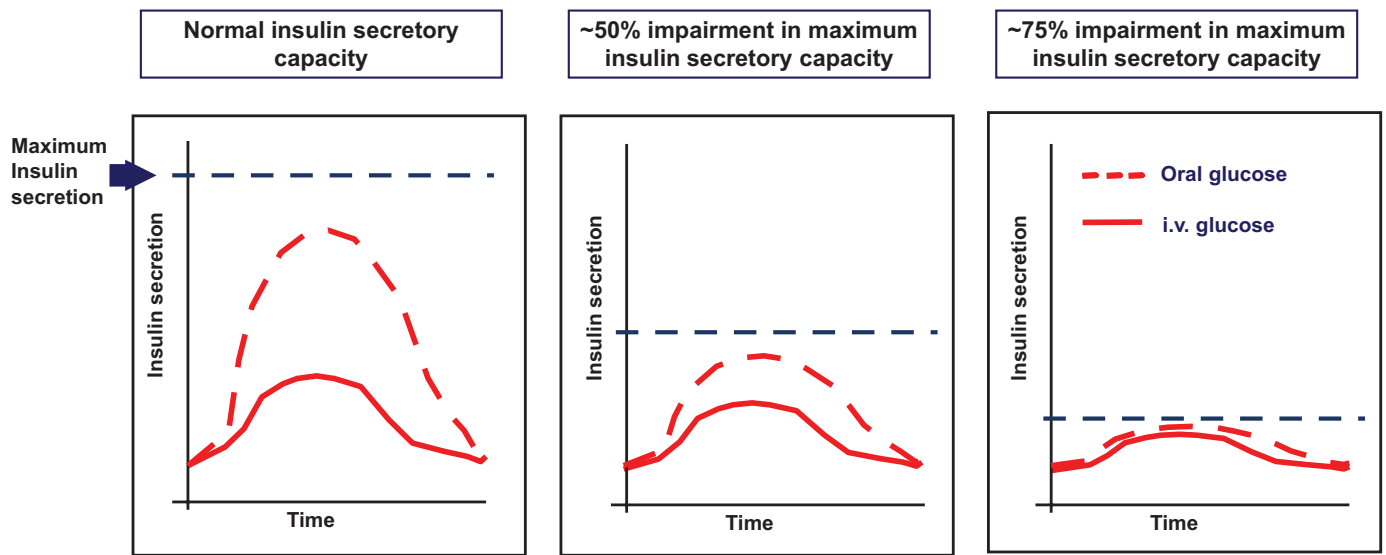 Normal insulin secretory
capacity
~50% impairment in maximum
insulin secretory capacity
~75% impairment in maximum
insulin secretory capacity
Maximum
Insulin
secretion
Insulin secretion
Time
Insulin secretion
Time
Insulin secretion
Oral glucose
i.v. glucose
Time